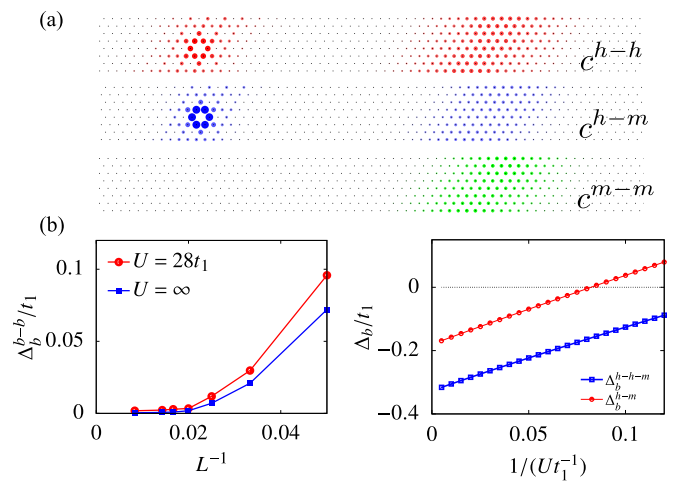 (a)
c^{h-h}
c^{h-m}
c^{m-m}
(b)
Δ_b^{b-b}/t_1
0.1
0.05
0
U = 28t_1
U = ∞
0 0.02 0.04
L^{-1}
Δ_b/t_1
0
−0.2
−0.4
Δ_b^{h-h-m}
Δ_b^{h-m}
0 0.05 0.1
1/(Ut_1^{-1})